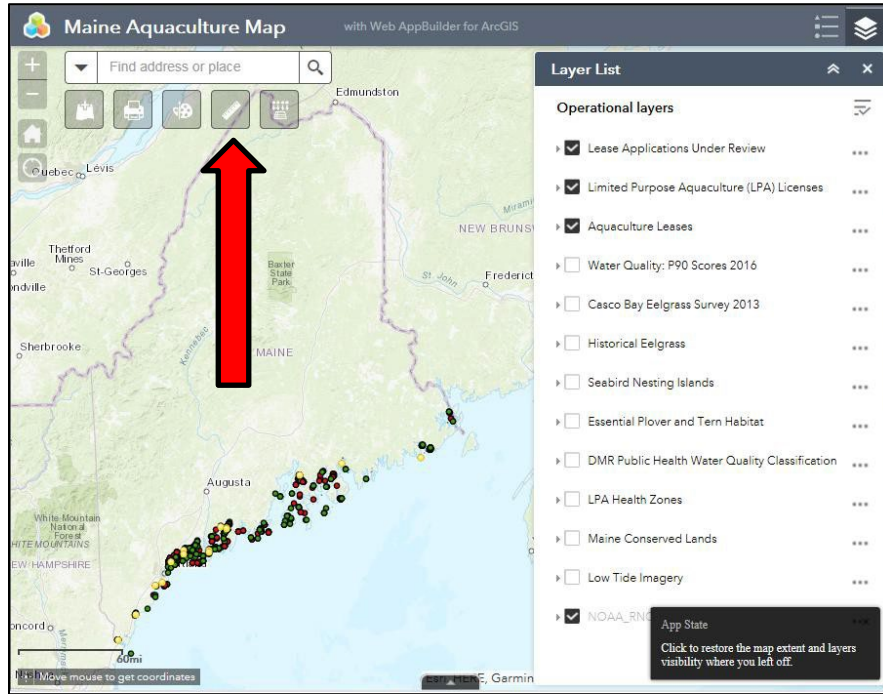 Maine Aquaculture Map
with Web AppBuilder for ArcGIS
Find address or place
Layer List
Operational layers
Lease Applications Under Review
Limited Purpose Aquaculture (LPA) Licenses
Aquaculture Leases
Water Quality: P90 Scores 2016
Casco Bay Eelgrass Survey 2013
Historical Eelgrass
Seabird Nesting Islands
Essential Plover and Tern Habitat
DMR Public Health Water Quality Classification
LPA Health Zones
Maine Conserved Lands
Low Tide Imagery
NOAA_RNC
App State
Click to restore the map extent and layers
visibility where you left off.
Edmundston
Quebec
Lévis
Thetford
Mines
St-Georges
Baxter
State
Park
NEW BRUNS
St John
Frederict
Sherbrooke
Kennebec
MAINE
Augusta
White Mountain
National
Forest
HITE MOUNTAINS
EW HAMPSHIRE
oncord
60mi
Move mouse to get coordinates
Esri, HERE, Garmin